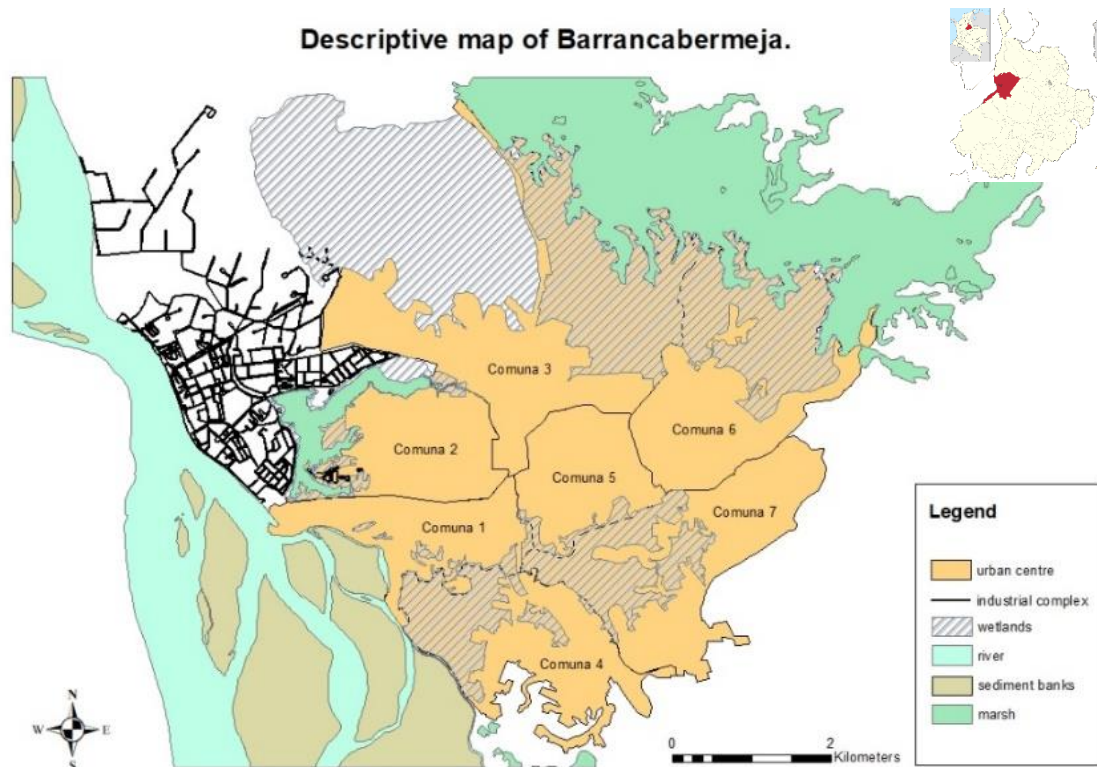 Descriptive map of Barrancabermeja.
Comuna 3
Comuna 6
Comuna 2
Comuna 5
Comuna 7
Comuna 1
Comuna 4
Legend
urban centre
industrial complex
wetlands
river
sediment banks
marsh
N
W E
S
0 2
Kilometers